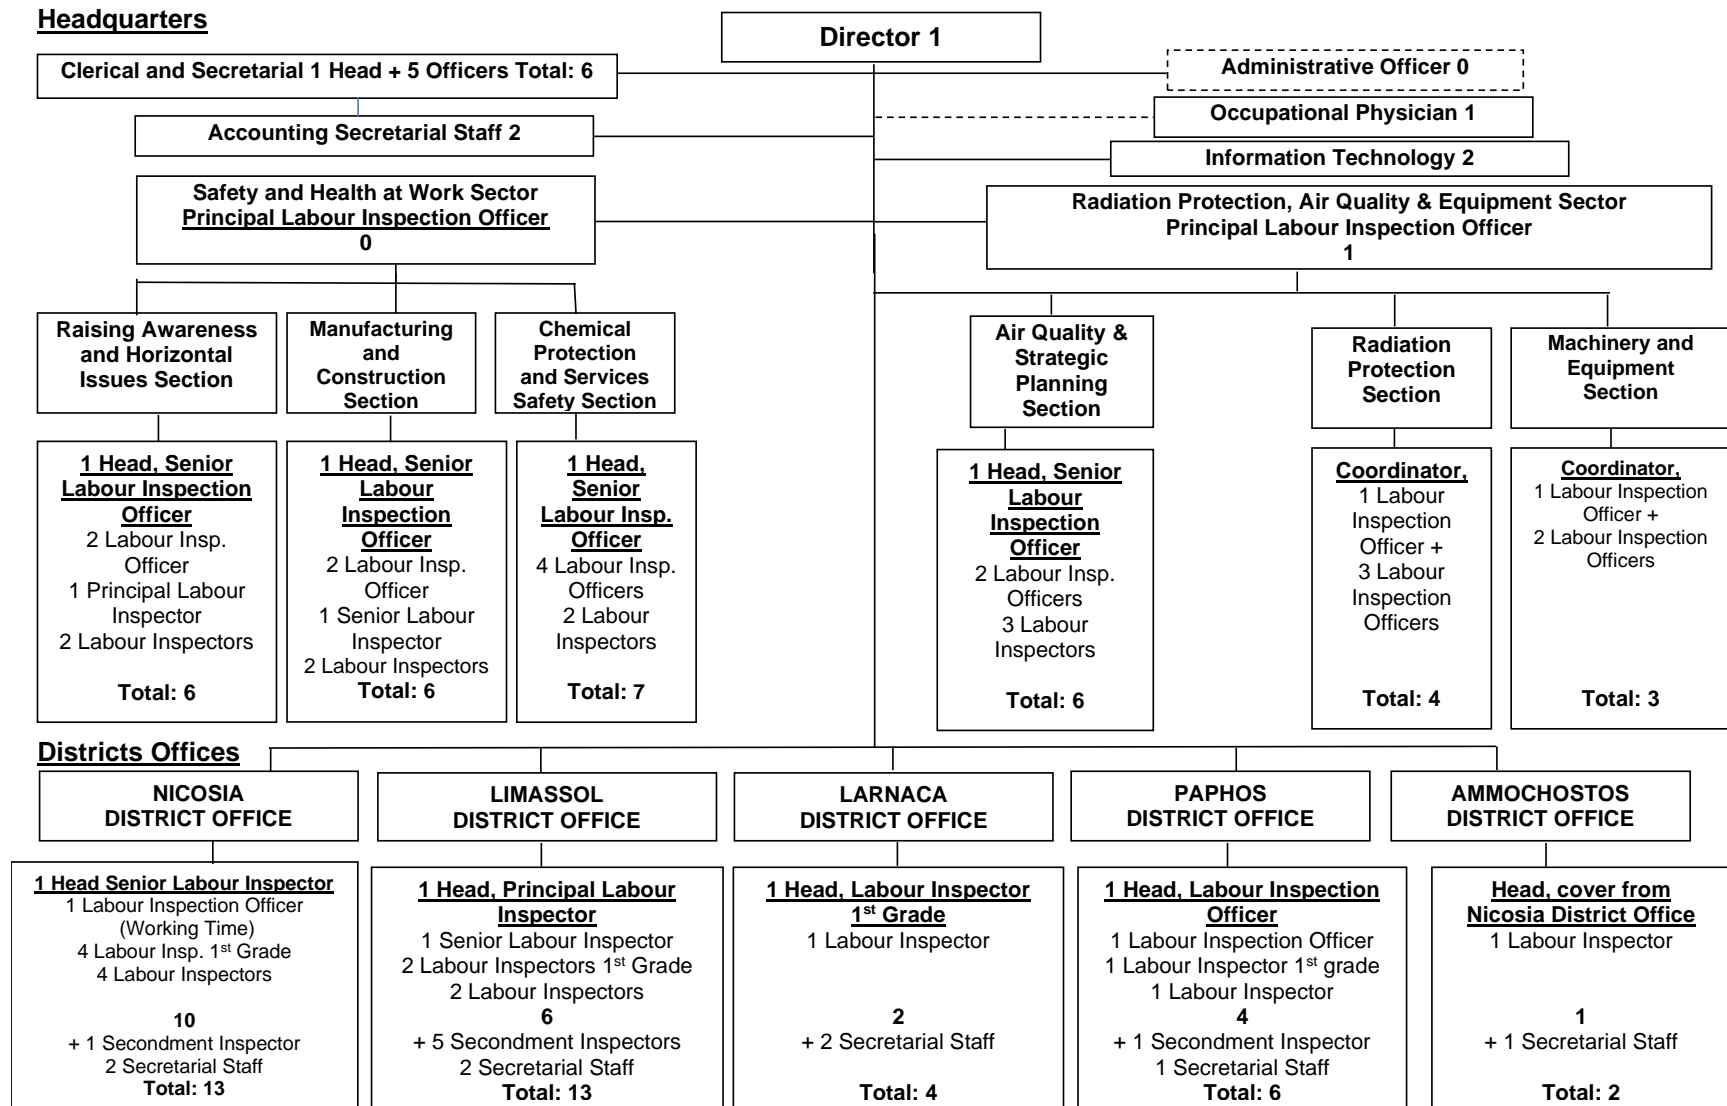 Headquarters
Director 1
Clerical and Secretarial 1 Head + 5 Officers Total: 6
Administrative Officer 0
Accounting Secretarial Staff 2
Occupational Physician 1
Information Technology 2
Safety and Health at Work Sector
Principal Labour Inspection Officer
0
Radiation Protection, Air Quality & Equipment Sector
Principal Labour Inspection Officer
1
Raising Awareness
and Horizontal
Issues Section
Manufacturing
and
Construction
Section
Chemical
Protection
and Services
Safety Section
Air Quality &
Strategic
Planning
Section
Radiation
Protection
Section
Machinery and
Equipment
Section
1 Head, Senior
Labour Inspection
Officer
2 Labour Insp.
Officer
1 Principal Labour
Inspector
2 Labour Inspectors
Total: 6
1 Head, Senior
Labour
Inspection
Officer
2 Labour Insp.
Officer
1 Senior Labour
Inspector
2 Labour Inspectors
Total: 6
1 Head,
Senior
Labour Insp.
Officer
4 Labour Insp.
Officers
2 Labour
Inspectors
Total: 7
1 Head, Senior
Labour
Inspection
Officer
2 Labour Insp.
Officers
3 Labour
Inspectors
Total: 6
Coordinator,
1 Labour
Inspection
Officer +
3 Labour
Inspection
Officers
Total: 4
Coordinator,
1 Labour Inspection
Officer +
2 Labour Inspection
Officers
Total: 3
Districts Offices
NICOSIA
DISTRICT OFFICE
LIMASSOL
DISTRICT OFFICE
LARNACA
DISTRICT OFFICE
PAPHOS
DISTRICT OFFICE
AMMOCHOSTOS
DISTRICT OFFICE
1 Head Senior Labour Inspector
1 Labour Inspection Officer
(Working Time)
4 Labour Insp. 1st Grade
4 Labour Inspectors
10
+ 1 Secondment Inspector
2 Secretarial Staff
Total: 13
1 Head, Principal Labour
Inspector
1 Senior Labour Inspector
2 Labour Inspectors 1st Grade
2 Labour Inspectors
6
+ 5 Secondment Inspectors
2 Secretarial Staff
Total: 13
1 Head, Labour Inspector
1st Grade
1 Labour Inspector
2
+ 2 Secretarial Staff
Total: 4
1 Head, Labour Inspection
Officer
1 Labour Inspection Officer
1 Labour Inspector 1st grade
1 Labour Inspector
4
+ 1 Secondment Inspector
1 Secretarial Staff
Total: 6
Head, cover from
Nicosia District Office
1 Labour Inspector
1
+ 1 Secretarial Staff
Total: 2